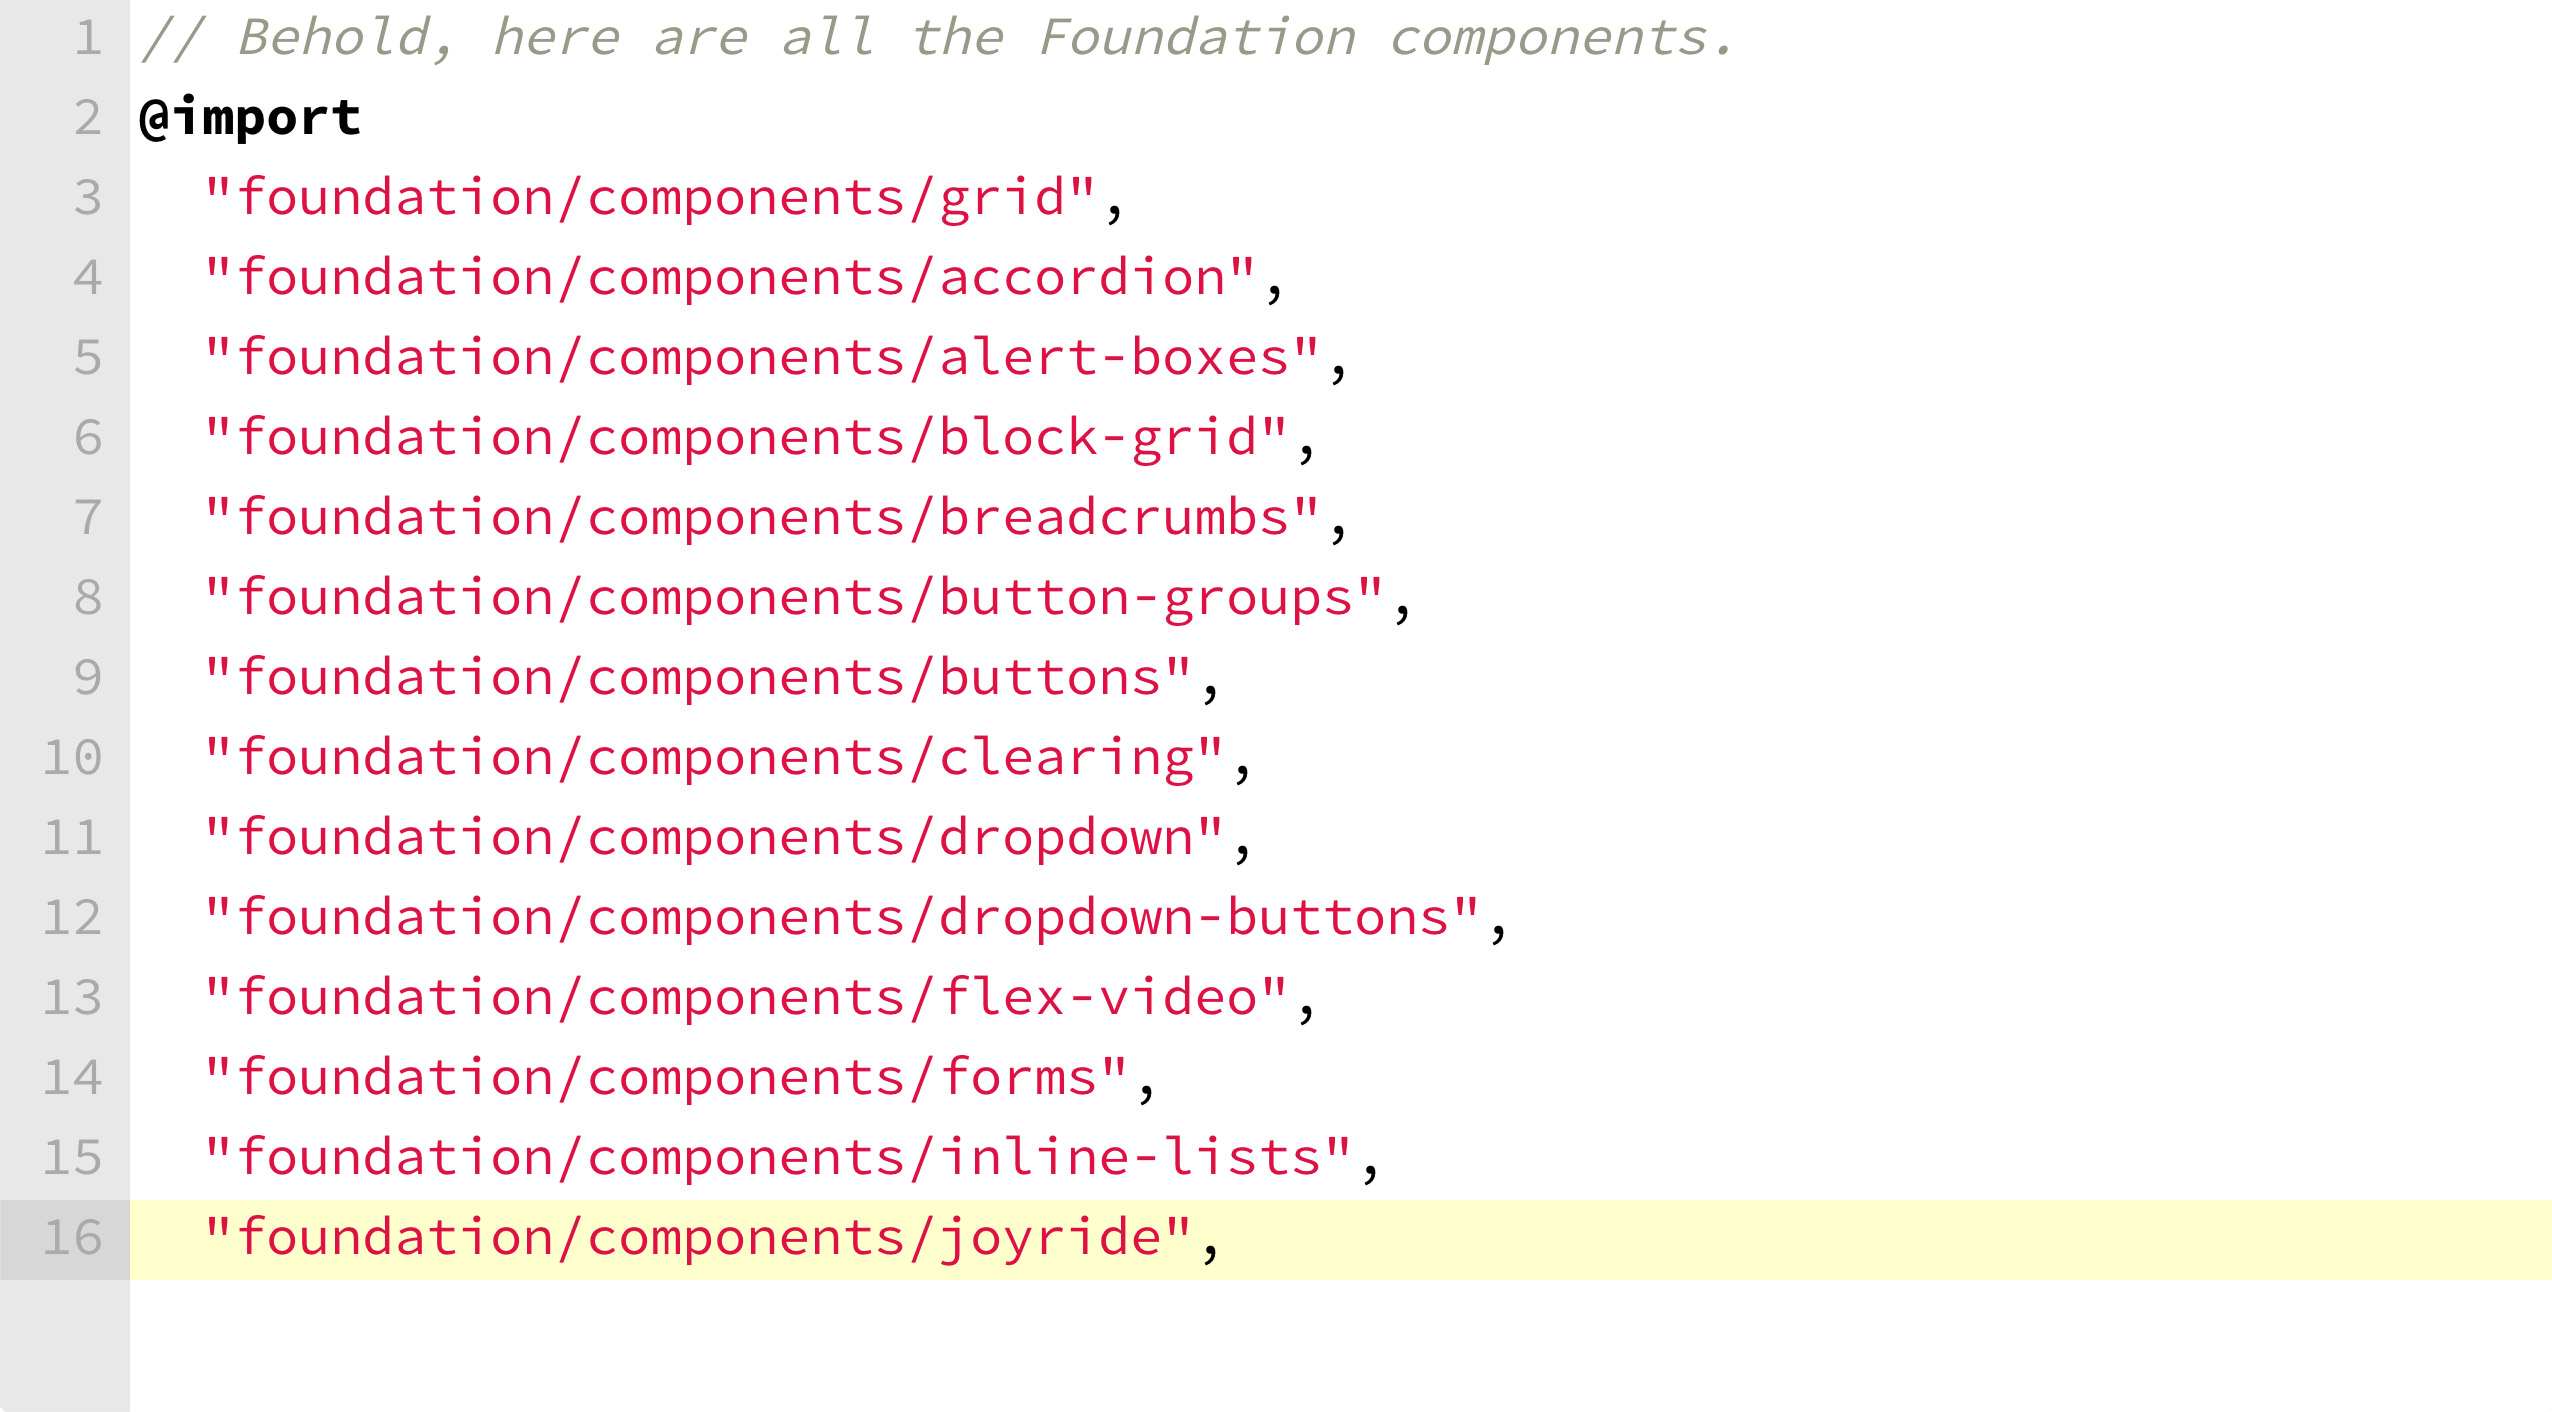 1 // Behold, here are all the Foundation components.
2 @import
3 "foundation/components/grid",
4 "foundation/components/accordion",
5 "foundation/components/alert-boxes",
6 "foundation/components/block-grid",
7 "foundation/components/breadcrumbs",
8 "foundation/components/button-groups",
9 "foundation/components/buttons",
10 "foundation/components/clearing",
11 "foundation/components/dropdown",
12 "foundation/components/dropdown-buttons",
13 "foundation/components/flex-video",
14 "foundation/components/forms",
15 "foundation/components/inline-lists",
16 "foundation/components/joyride",